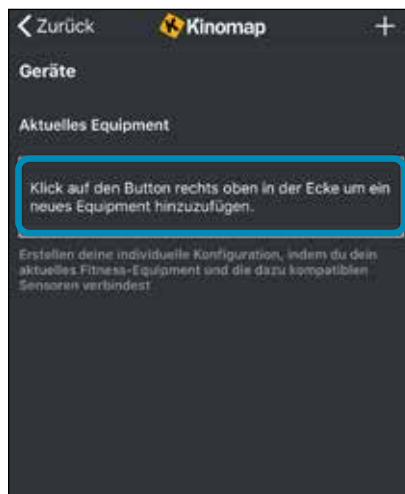 Zurück Kinomap +
Geräte
Aktuelles Equipment
Klick auf den Button rechts oben in der Ecke um ein
neues Equipment hinzuzufügen.
Erstellen deine individuelle Konfiguration, indem du dein
aktuelles Fitness-Equipment und die dazu kompatiblen
Sensoren verbindest